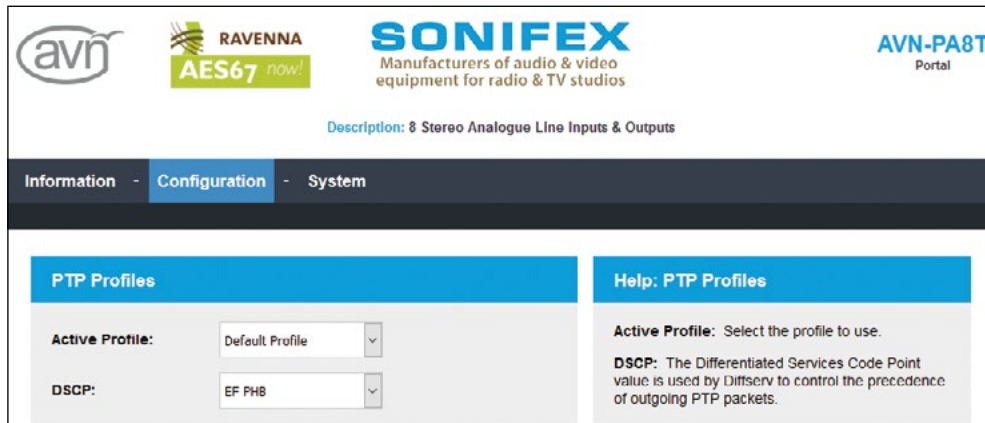 avn
RAVENNA
AES67 now!
SONIFEX
Manufacturers of audio & video
equipment for radio & TV studios
AVN-PA8T
Portal
Description: 8 Stereo Analogue Line Inputs & Outputs
Information - Configuration - System
PTP Profiles
Active Profile: Default Profile
DSCP: EF PHB
Help: PTP Profiles
Active Profile: Select the profile to use.
DSCP: The Differentiated Services Code Point
value is used by Diffserv to control the precedence
of outgoing PTP packets.